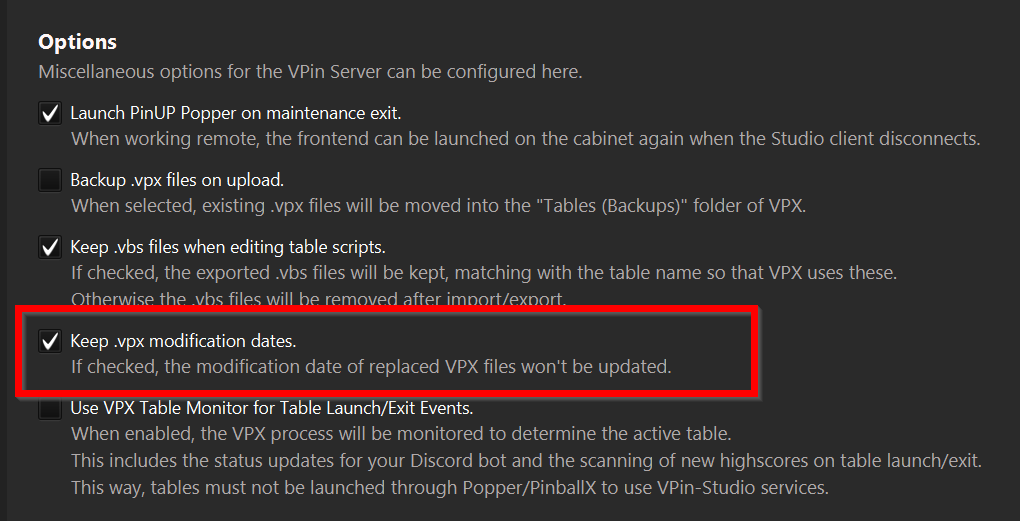 Options
Miscellaneous options for the VPin Server can be configured here.
Launch PinUP Popper on maintenance exit.
When working remote, the frontend can be launched on the cabinet again when the Studio client disconnects.
Backup .vpx files on upload.
When selected, existing .vpx files will be moved into the "Tables (Backups)" folder of VPX.
Keep .vbs files when editing table scripts.
If checked, the exported .vbs files will be kept, matching with the table name so that VPX uses these.
Otherwise the .vbs files will be removed after import/export.
Keep .vpx modification dates.
If checked, the modification date of replaced VPX files won't be updated.
Use VPX Table Monitor for Table Launch/Exit Events.
When enabled, the VPX process will be monitored to determine the active table.
This includes the status updates for your Discord bot and the scanning of new highscores on table launch/exit.
This way, tables must not be launched through Popper/PinballX to use VPin-Studio services.